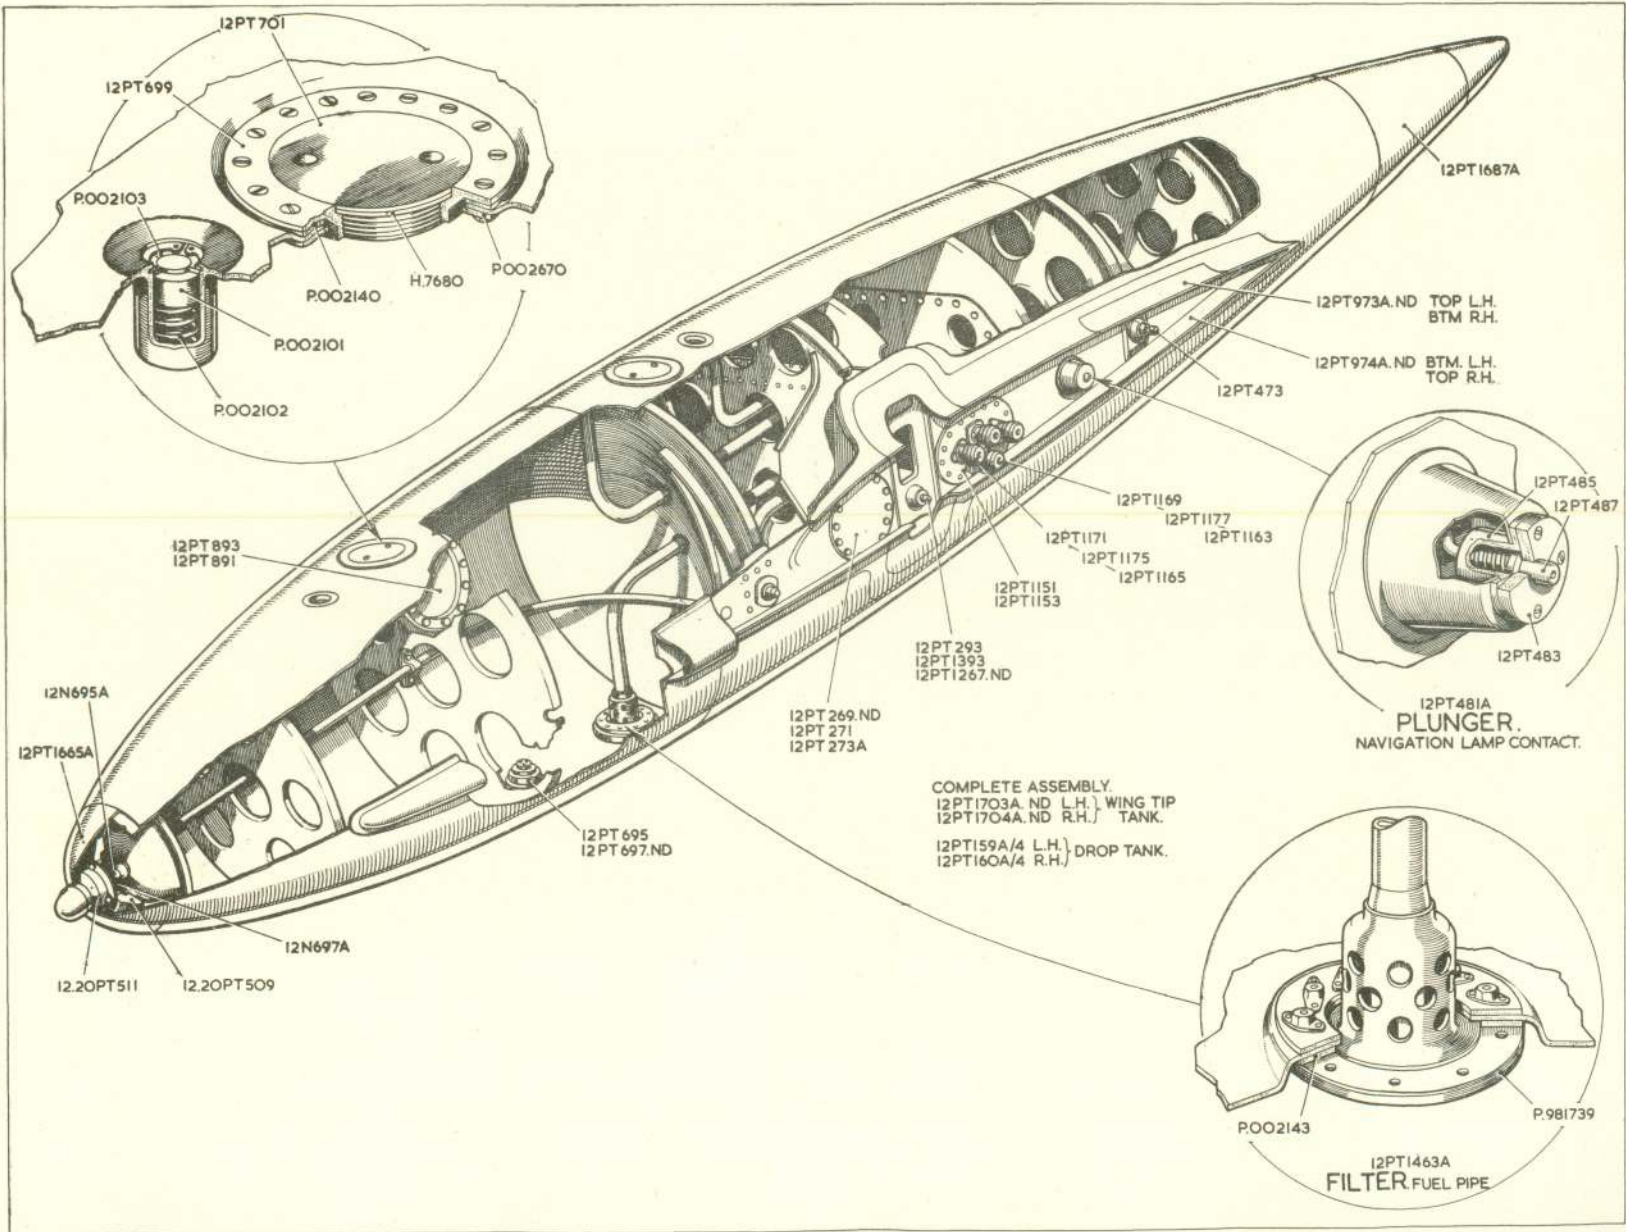 12PT701
12PT699
P.002103
P.002140
H.7680
P.002670
P.002101
P.002102
12PT1687A
12PT973A.ND TOP L.H.
BTM R.H.
12PT974A.ND BTM. L.H.
TOP R.H.
12PT473
12PT485
12PT487
12PT483
12PT481A
PLUNGER.
NAVIGATION LAMP CONTACT.
12PT1169
12PT1177
12PT1163
12PT1171
12PT1175
12PT1165
12PT1151
12PT1153
12PT893
12PT891
12PT293
12PT1393
12PT1267.ND
12PT269.ND
12PT271
12PT273A
12N695A
12PT1665A
12PT695
12PT697.ND
COMPLETE ASSEMBLY.
12PT1703A.ND L.H.} WING TIP
12PT1704A.ND R.H.} TANK.
12PT159A/4 L.H.} DROP TANK.
12PT160A/4 R.H.}
12N697A
12.20PT511
12.20PT509
P.002143
P.981739
12PT1463A
FILTER. FUEL PIPE